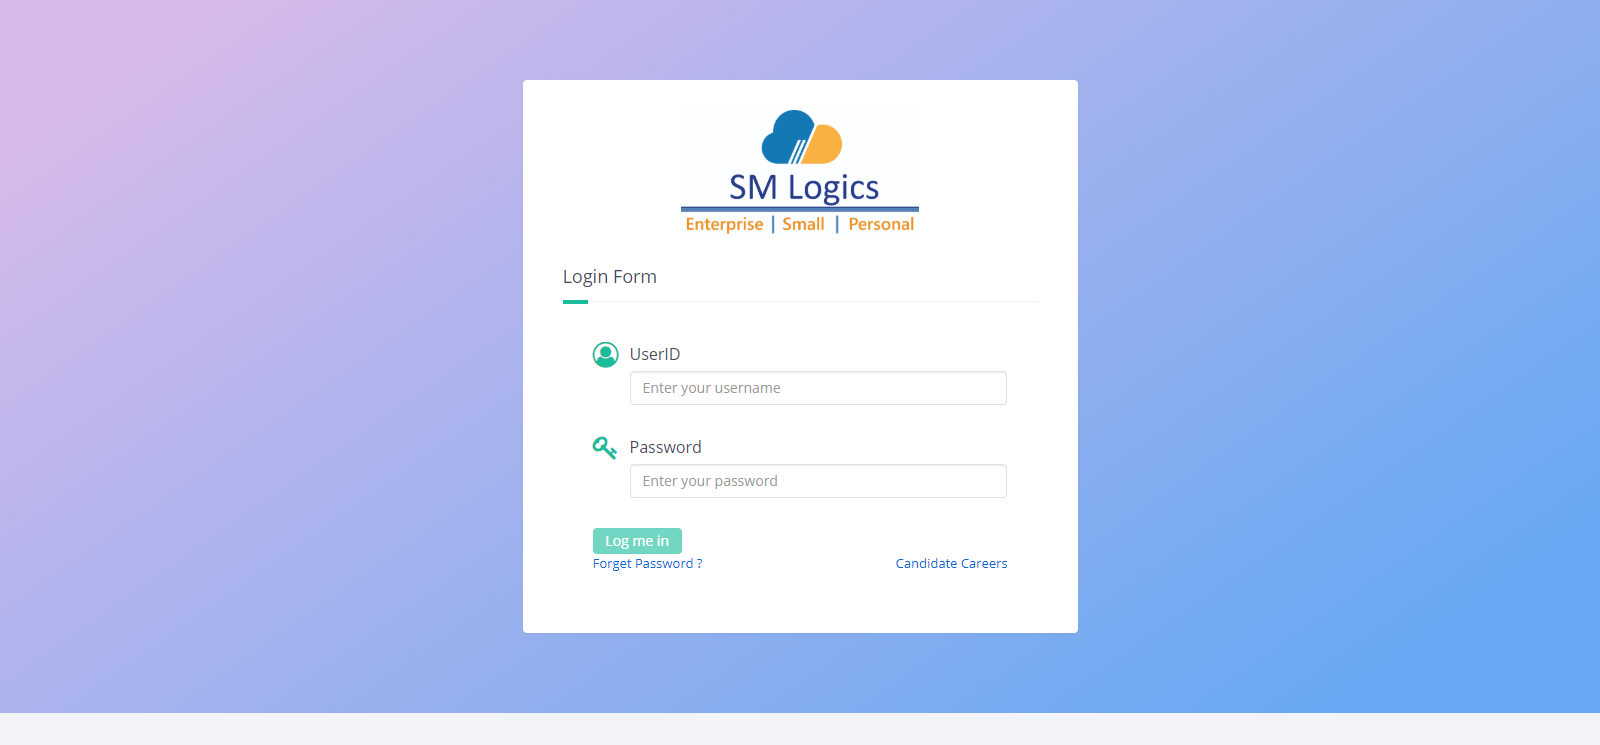 SM Logics
Enterprise | Small | Personal
Login Form
UserID
Enter your username
Password
Enter your password
Log me in
Forget Password ? Candidate Careers